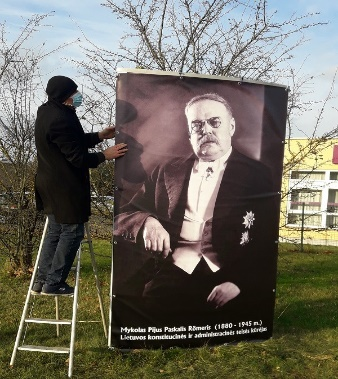 Mykolas Pijus Paskalis Römeris (1880 - 1945 m.)
Lietuvos konstitucinės ir administracinės teisės kūrėjas